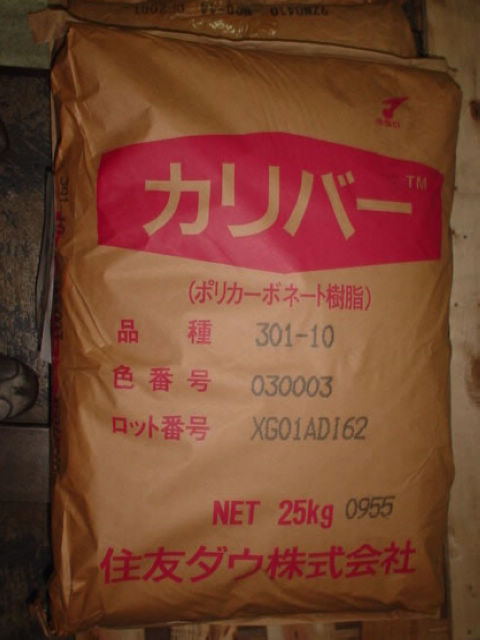 カリバー™
(ポリカーボネート樹脂)
品種 301-10
色番号 030003
ロット番号 XG01ADI62
NET 25kg 0955
住友ダウ株式会社